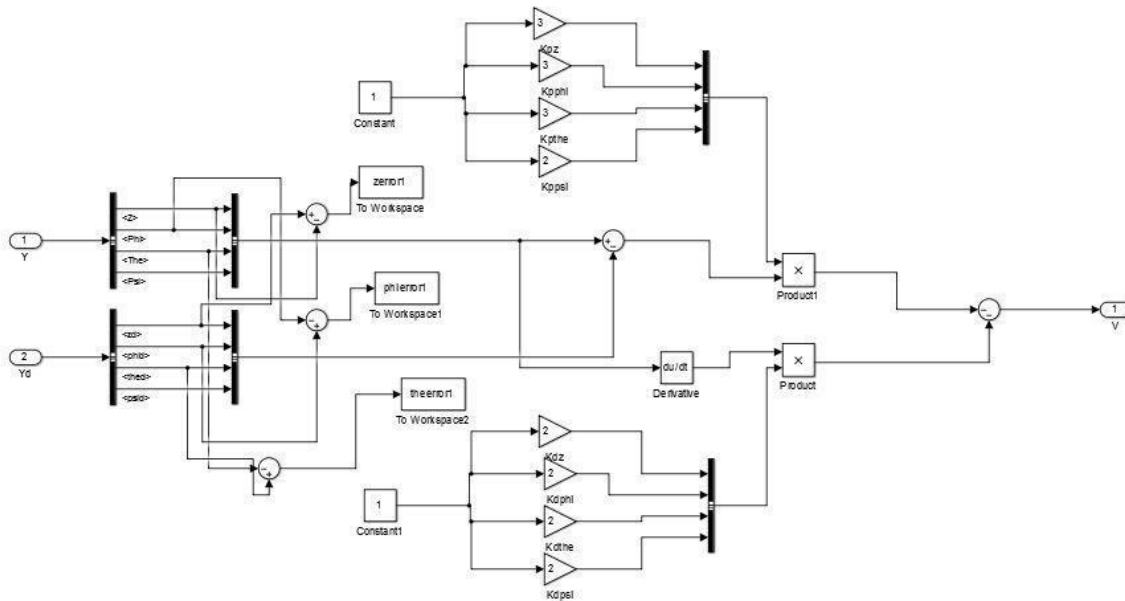 3
Kpz
3
Kpphi
1
Constant
3
Kpthe
2
Kppsi
zerror1
To Workspace
<Z>
<Phi>
<The>
<Psi>
1
Y
+
-
+
-
×
Product1
phierror1
To Workspace1
-
+
-
-
1
V
<zd>
<phid>
<thed>
<psid>
2
Yd
du/dt
Derivative
×
Product
theerror1
To Workspace2
-
+
2
Kdz
2
Kdphi
1
Constant1
2
Kdthe
2
Kdpsi